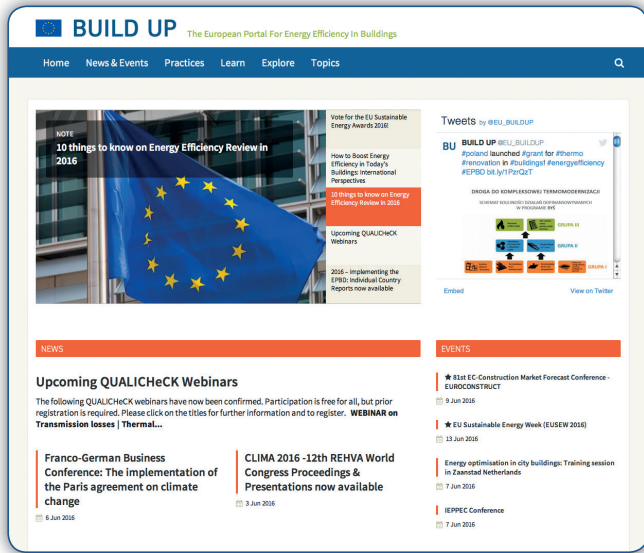 BUILD UP
The European Portal For Energy Efficiency In Buildings
Home News & Events Practices Learn Explore Topics
NOTE
10 things to know on Energy Efficiency Review in
2016
Vote for the EU Sustainable
Energy Awards 2016!
How to Boost Energy
Efficiency in Today's
Buildings: International
Perspectives
10 things to know on Energy
Efficiency Review in 2016
Upcoming QUALICHeCK
Webinars
2016 – Implementing the
EPBD: Individual Country
Reports now available
Tweets by @EU_BUILDUP
BU
BUILD UP @EU_BUILDUP
#poland launched #grant for #thermo
#renovation in #buildingsf #energyefficiency
#EPBD bit.ly/1PzrQzT
DROGA DO KOMPLEKSOWEJ TERMOMODERNIZACJI
W PROGRAMIE RYŚ
GRUPA III
GRUPA II
GRUPA I
Embed View on Twitter
NEWS
Upcoming QUALICHeCK Webinars
The following QUALICHeCK webinars have now been confirmed. Participation is free for all, but prior
registration is required. Please click on the titles for further information and to register. WEBINAR on
Transmission losses | Thermal...
Franco-German Business
Conference: The implementation of
the Paris agreement on climate
change
6 Jun 2016
CLIMA 2016 -12th REHVA World
Congress Proceedings &
Presentations now available
3 Jun 2016
EVENTS
★ 81st EC-Construction Market Forecast Conference -
EUROCONSTRUCT
9 Jun 2016
★ EU Sustainable Energy Week (EUSEW 2016)
13 Jun 2016
Energy optimisation in city buildings: Training session
in Zaanstad Netherlands
7 Jun 2016
IEPPEC Conference
7 Jun 2016